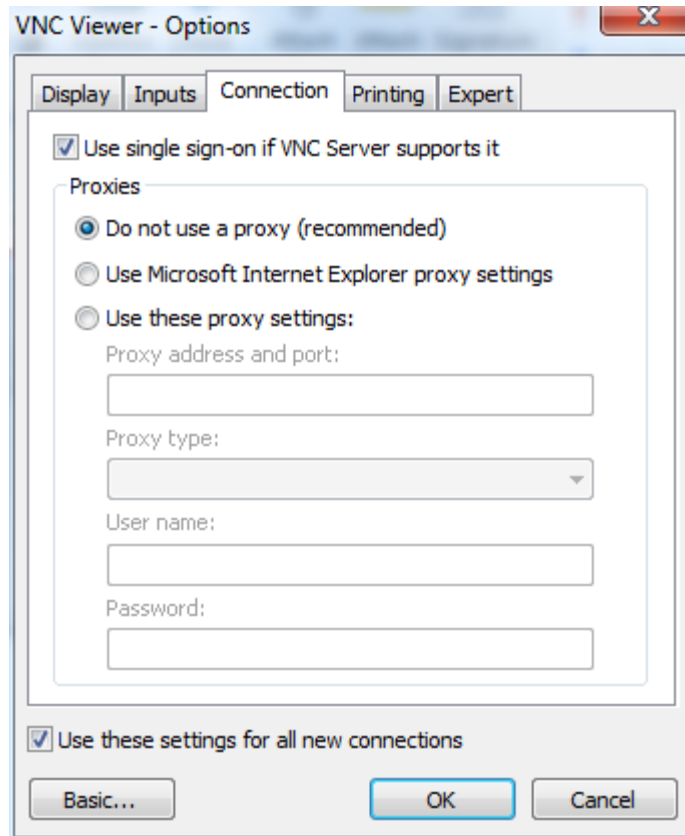 VNC Viewer - Options
Display Inputs Connection Printing Expert
Use single sign-on if VNC Server supports it
Proxies
Do not use a proxy (recommended)
Use Microsoft Internet Explorer proxy settings
Use these proxy settings:
Proxy address and port:
Proxy type:
User name:
Password:
Use these settings for all new connections
Basic... OK Cancel